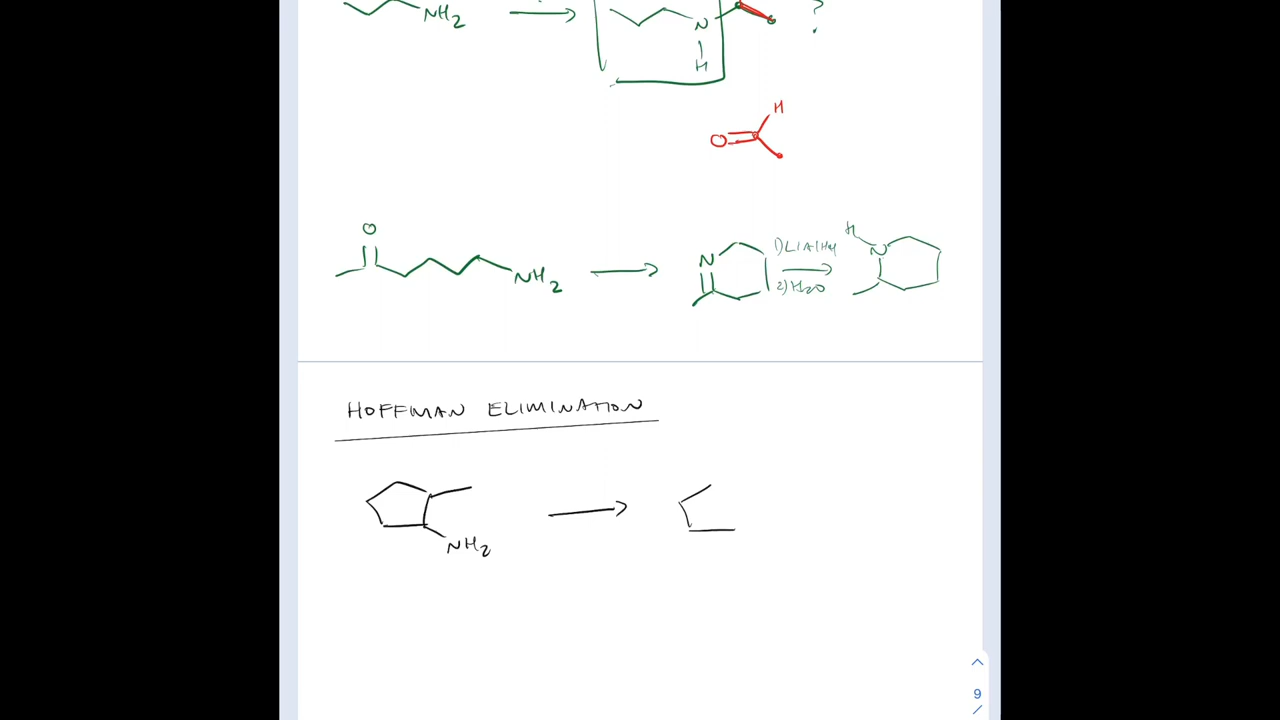 NH2
N
H
?
H
O
O
NH2
N
1) LiAlH4
2) H2O
H
N
HOFFMAN ELIMINATION
NH2
9